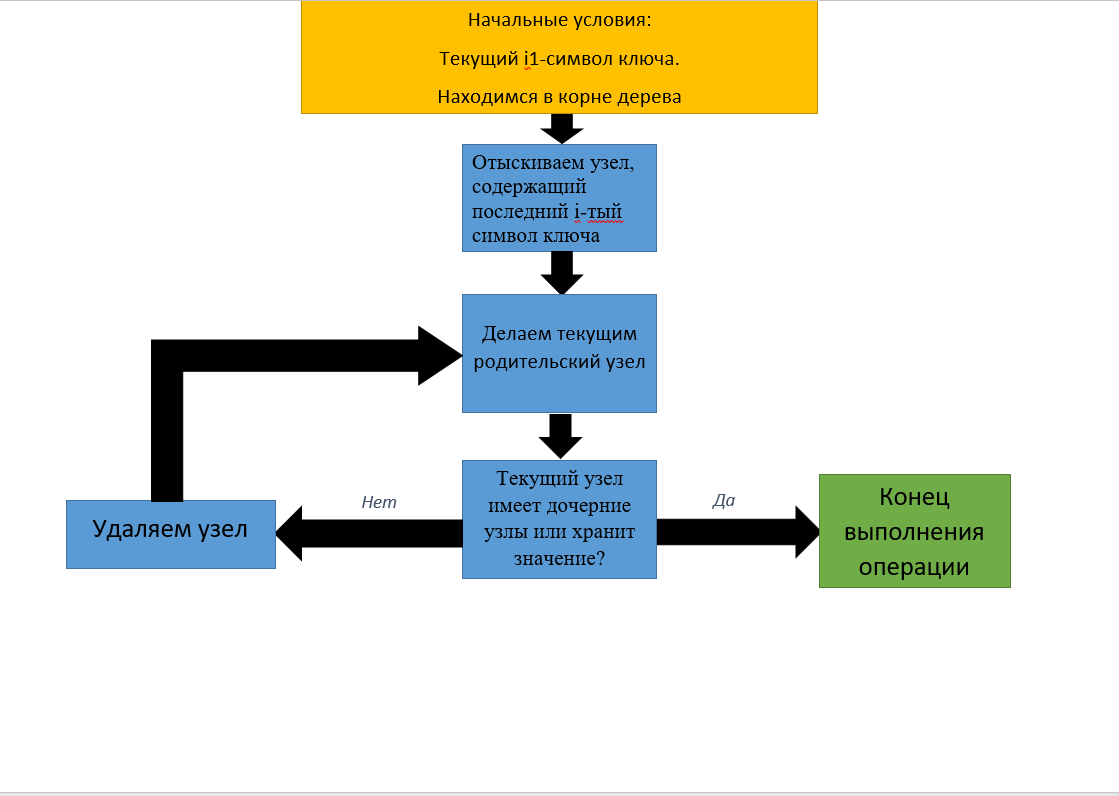 Начальные условия:
Текущий i1-символ ключа.
Находимся в корне дерева
Отыскиваем узел,
содержащий
последний i-тый
символ ключа
Делаем текущим
родительский узел
Текущий узел
имеет дочерние
узлы или хранит
значение?
Нет
Да
Удаляем узел
Конец
выполнения
операции